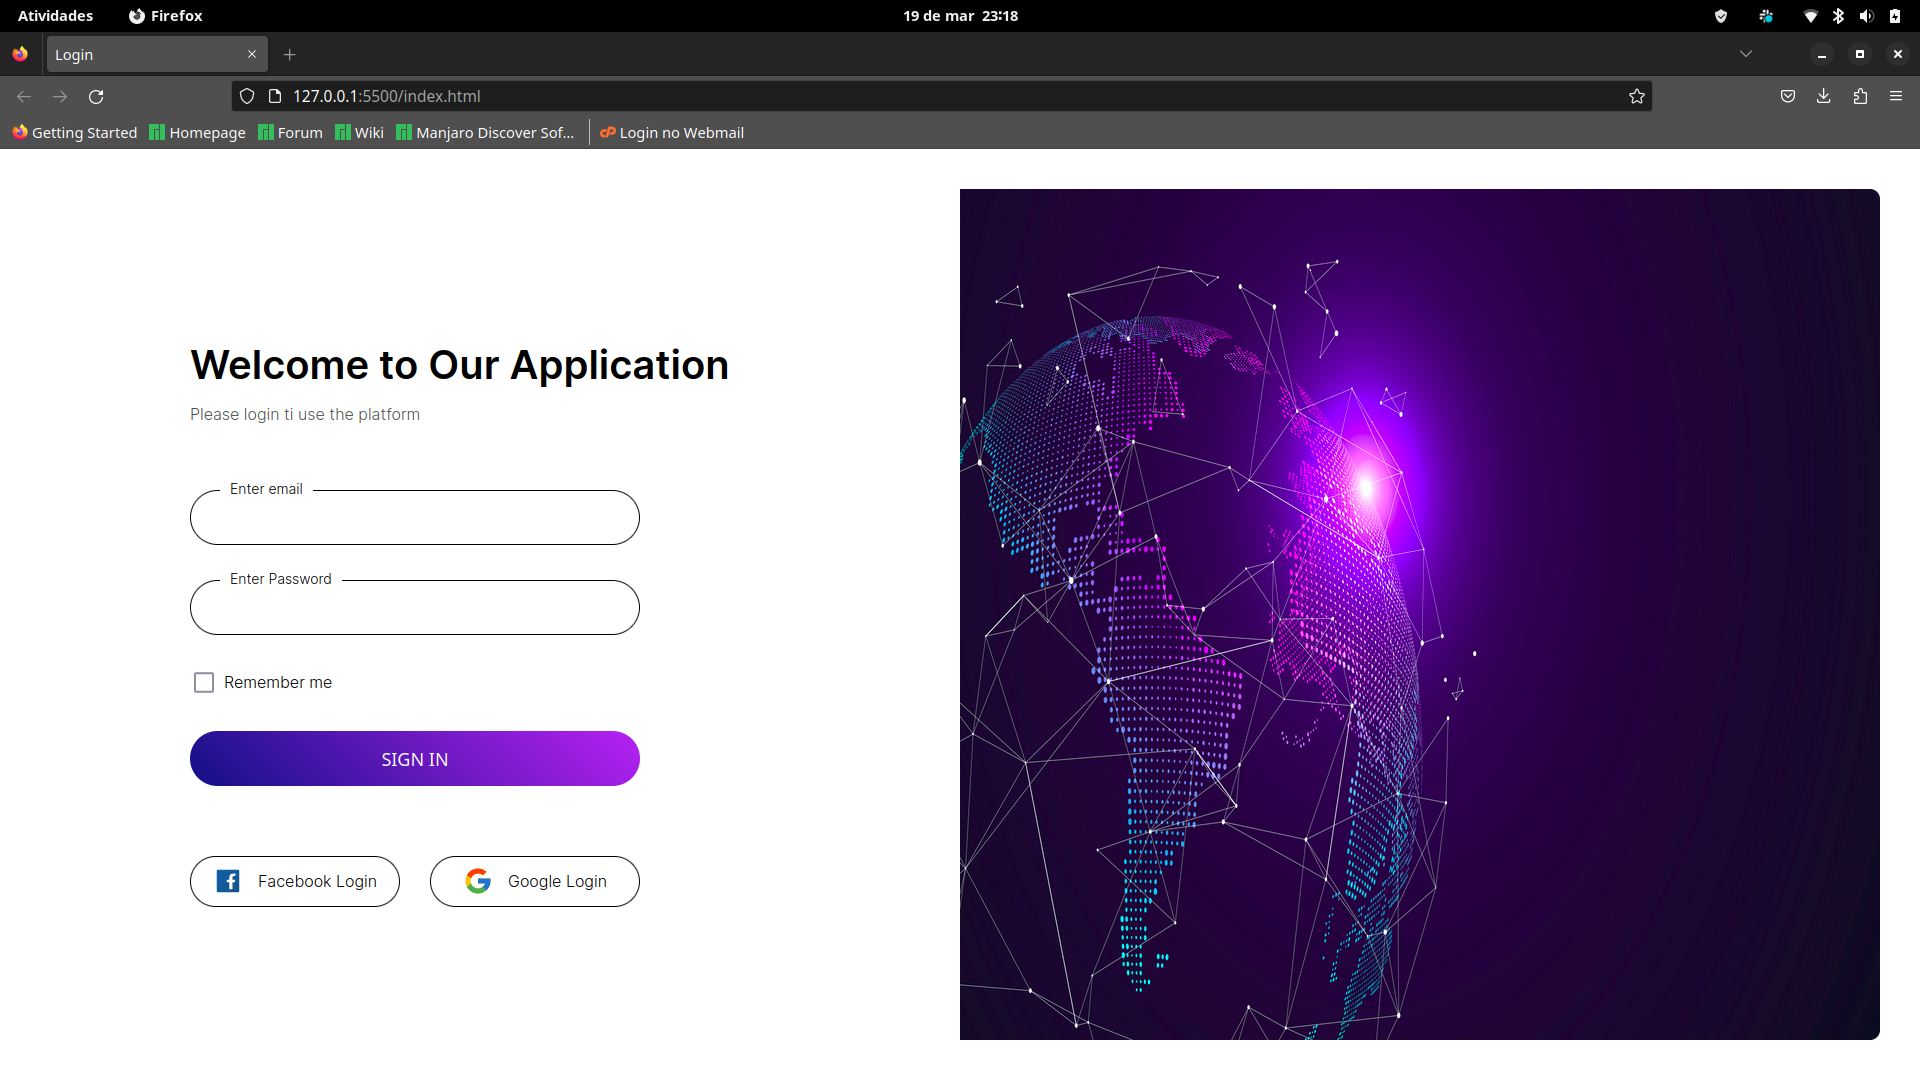 Atividades Firefox 19 de mar 23:18
Login
127.0.0.1:5500/index.html
Getting Started Homepage Forum Wiki Manjaro Discover Sof... Login no Webmail
Welcome to Our Application
Please login ti use the platform
Enter email
Enter Password
Remember me
SIGN IN
Facebook Login Google Login